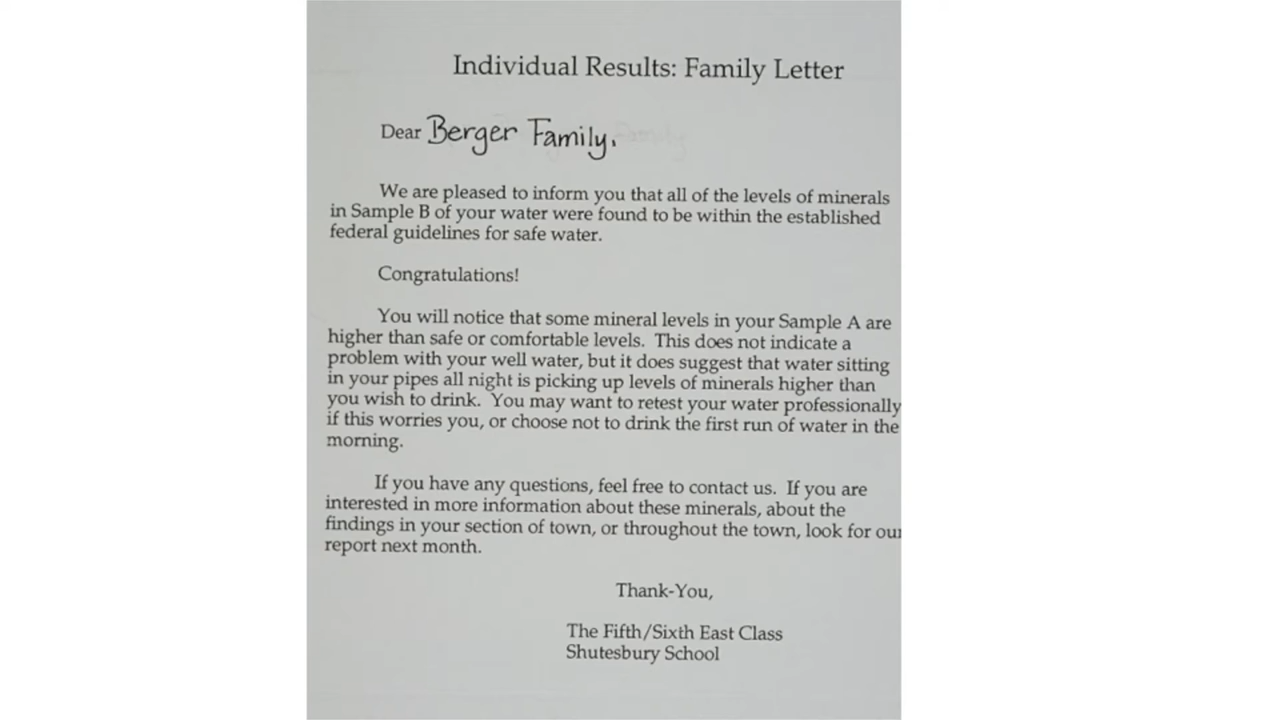 Individual Results: Family Letter
Dear Berger Family.
We are pleased to inform you that all of the levels of minerals
in Sample B of your water were found to be within the established
federal guidelines for safe water.
Congratulations!
You will notice that some mineral levels in your Sample A are
higher than safe or comfortable levels. This does not indicate a
problem with your well water, but it does suggest that water sitting
in your pipes all night is picking up levels of minerals higher than
you wish to drink. You may want to retest your water professionally
if this worries you, or choose not to drink the first run of water in the
morning.
If you have any questions, feel free to contact us. If you are
interested in more information about these minerals, about the
findings in your section of town, or throughout the town, look for our
report next month.
Thank-You,
The Fifth/Sixth East Class
Shutesbury School